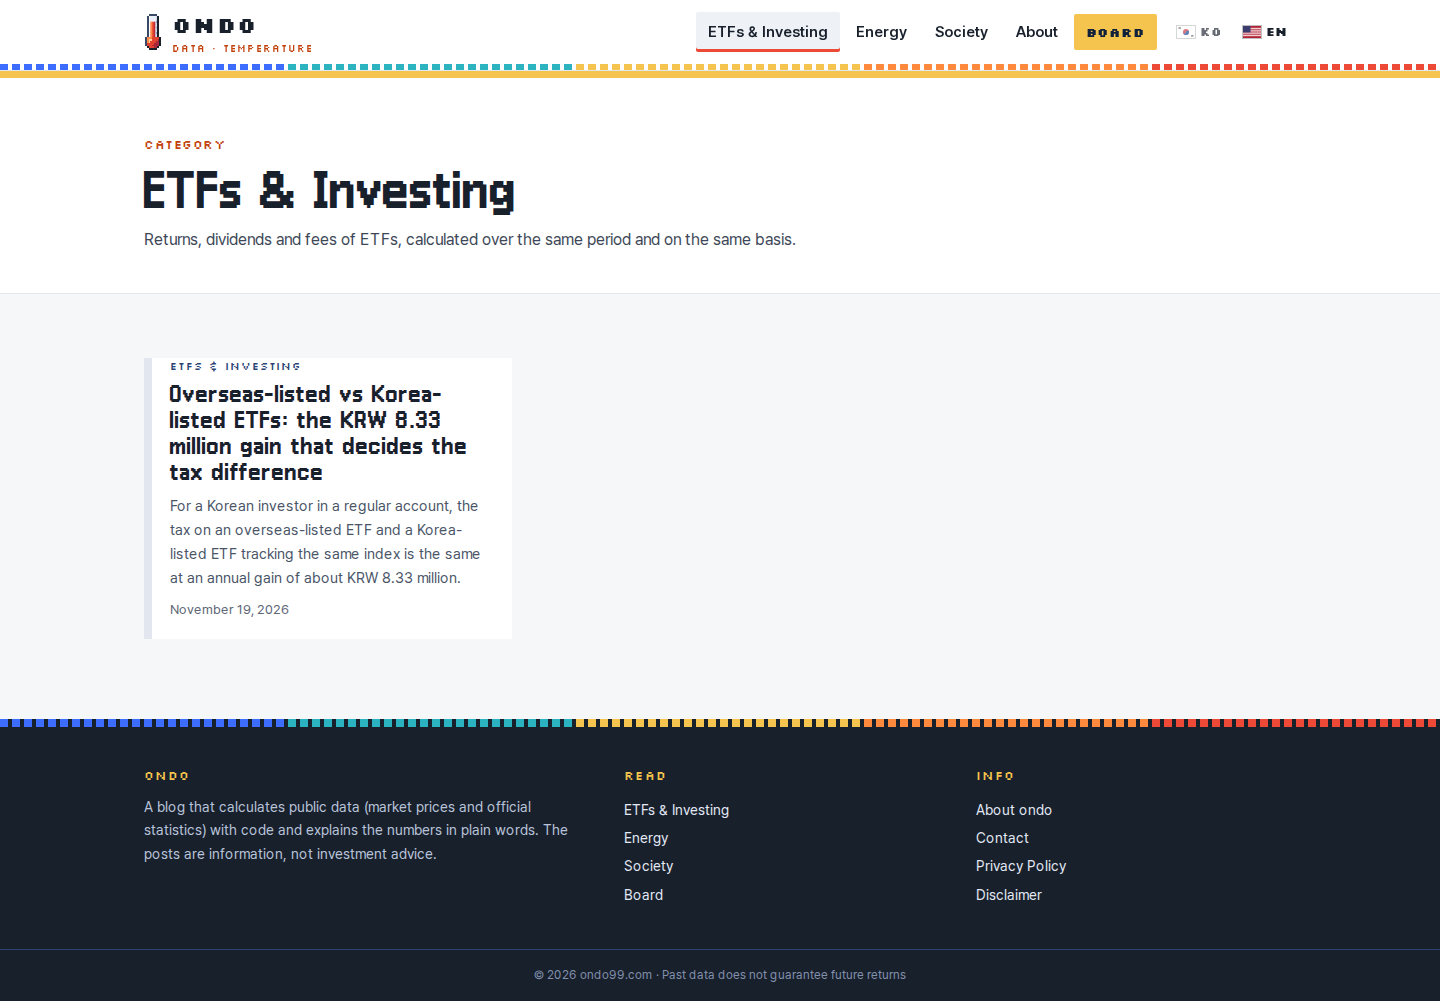 ONDO
DATA · TEMPERATURE
ETFs & Investing
Energy
Society
About
BOARD
KO
EN
CATEGORY
ETFs & Investing
Returns, dividends and fees of ETFs, calculated over the same period and on the same basis.
ETFS & INVESTING
Overseas-listed vs Korea-
listed ETFs: the KRW 8.33
million gain that decides the
tax difference
For a Korean investor in a regular account, the
tax on an overseas-listed ETF and a Korea-
listed ETF tracking the same index is the same
at an annual gain of about KRW 8.33 million.
November 19, 2026
ONDO
A blog that calculates public data (market prices and official
statistics) with code and explains the numbers in plain words. The
posts are information, not investment advice.
READ
ETFs & Investing
Energy
Society
Board
INFO
About ondo
Contact
Privacy Policy
Disclaimer
© 2026 ondo99.com · Past data does not guarantee future returns